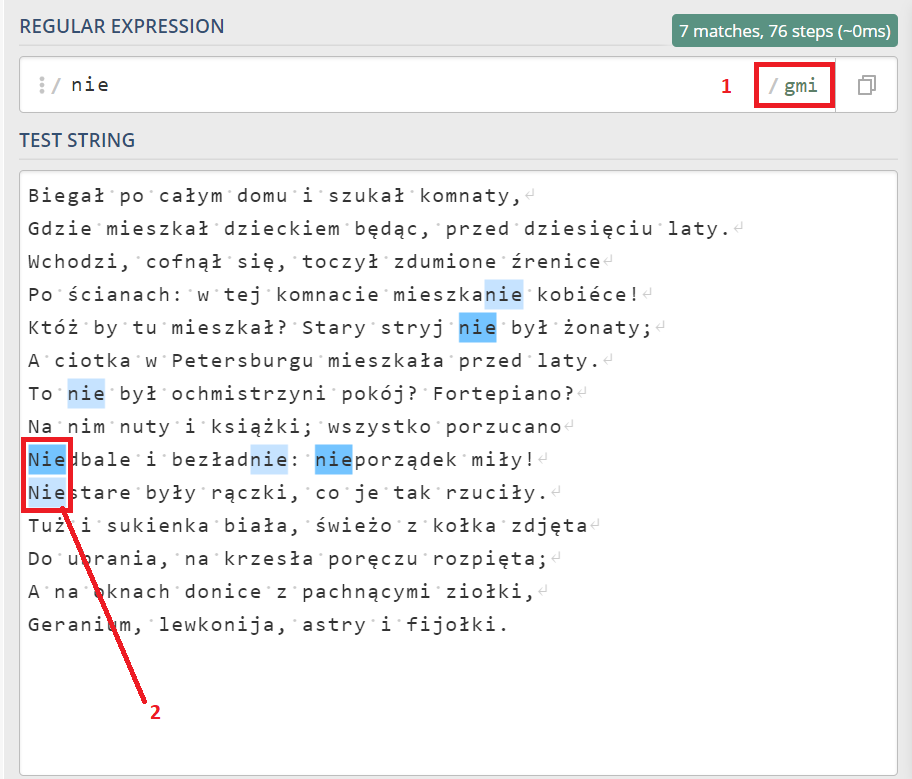 REGULAR EXPRESSION
7 matches, 76 steps (~0ms)
/ nie
1
/ gmi
TEST STRING
Biegał po całym domu i szukał komnaty,
Gdzie mieszkał dzieckiem będąc, przed dziesięciu laty.
Wchodzi, cofnął się, toczył zdumione źrenice
Po ścianach: w tej komnacie mieszkanie kobiéce!
Któż by tu mieszkał? Stary stryj nie był żonaty;
A ciotka w Petersburgu mieszkała przed laty.
To nie był ochmistrzyni pokój? Fortepiano?
Na nim nuty i książki; wszystko porzucano
Niedbale i bezładnie: nieporządek miły!
Niestare były rączki, co je tak rzuciły.
Tuż i sukienka biała, świeżo z kołka zdjęta
Do ubrania, na krzesła poręczu rozpięta;
A na oknach donice z pachnącymi ziołki,
Geranium, lewkonija, astry i fijołki.
2